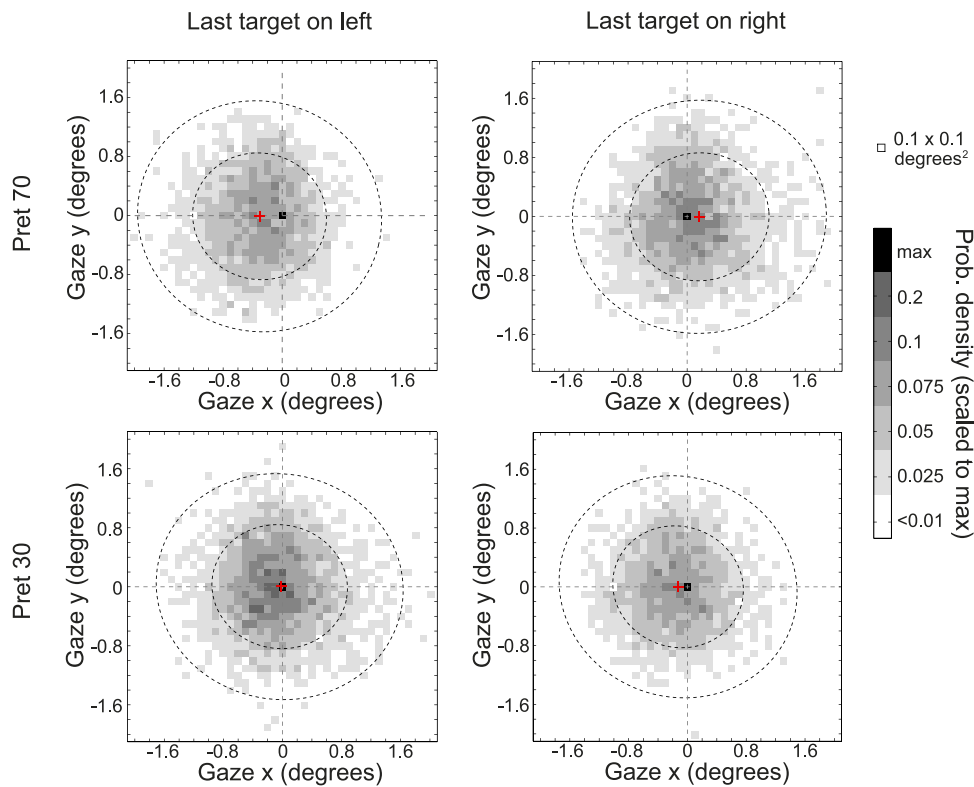 Last target on left
Last target on right
Pret 70
Gaze y (degrees)
1.6
0.8
0
-0.8
-1.6
-1.6
-0.8
0
0.8
1.6
Gaze x (degrees)
Gaze y (degrees)
1.6
0.8
0
-0.8
-1.6
-1.6
-0.8
0
0.8
1.6
Gaze x (degrees)
0.1 x 0.1
degrees²
max
0.2
0.1
0.075
0.05
0.025
<0.01
Prob. density (scaled to max)
Pret 30
Gaze y (degrees)
1.6
0.8
0
-0.8
-1.6
-1.6
-0.8
0
0.8
1.6
Gaze x (degrees)
Gaze y (degrees)
1.6
0.8
0
-0.8
-1.6
-1.6
-0.8
0
0.8
1.6
Gaze x (degrees)